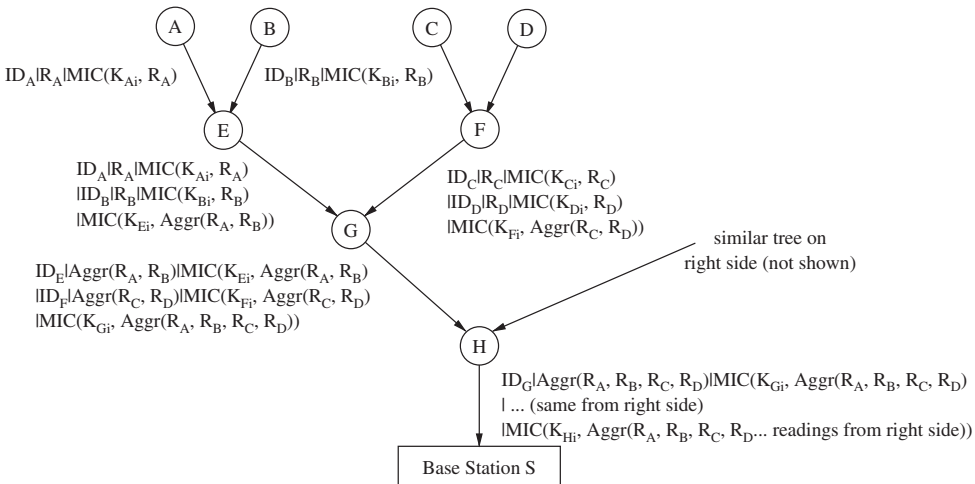 A
B
C
D
ID_A|R_A|MIC(K_Ai, R_A)
ID_B|R_B|MIC(K_Bi, R_B)
E
F
ID_A|R_A|MIC(K_Ai, R_A)
|ID_B|R_B|MIC(K_Bi, R_B)
|MIC(K_Ei, Aggr(R_A, R_B))
ID_C|R_C|MIC(K_Ci, R_C)
|ID_D|R_D|MIC(K_Di, R_D)
|MIC(K_Fi, Aggr(R_C, R_D))
G
similar tree on
right side (not shown)
ID_E|Aggr(R_A, R_B)|MIC(K_Ei, Aggr(R_A, R_B)
|ID_F|Aggr(R_C, R_D)|MIC(K_Fi, Aggr(R_C, R_D)
|MIC(K_Gi, Aggr(R_A, R_B, R_C, R_D))
H
ID_G|Aggr(R_A, R_B, R_C, R_D)|MIC(K_Gi, Aggr(R_A, R_B, R_C, R_D)
| ... (same from right side)
|MIC(K_Hi, Aggr(R_A, R_B, R_C, R_D... readings from right side))
Base Station S